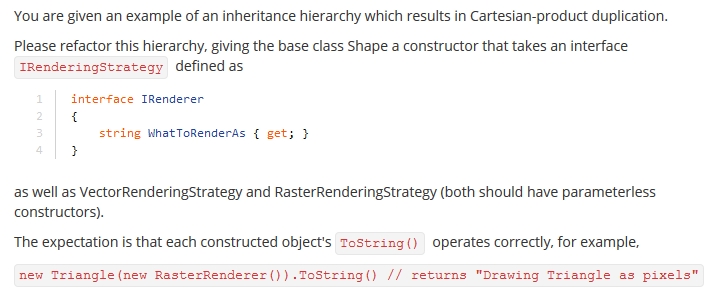 You are given an example of an inheritance hierarchy which results in Cartesian-product duplication.
Please refactor this hierarchy, giving the base class Shape a constructor that takes an interface
IRenderingStrategy defined as
1 interface IRenderer
2 {
3 string WhatToRenderAs { get; }
4 }
as well as VectorRenderingStrategy and RasterRenderingStrategy (both should have parameterless
constructors).
The expectation is that each constructed object's ToString() operates correctly, for example,
new Triangle(new RasterRenderer()).ToString() // returns "Drawing Triangle as pixels"